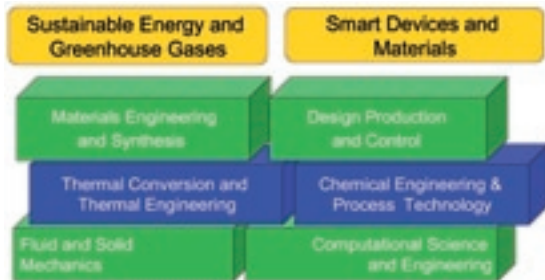 Sustainable Energy and
Greenhouse Gases
Smart Devices and
Materials
Materials Engineering
and Synthesis
Design Production
and Control
Thermal Conversion and
Thermal Engineering
Chemical Engineering &
Process Technology
Fluid and Solid
Mechanics
Computational Science
and Engineering